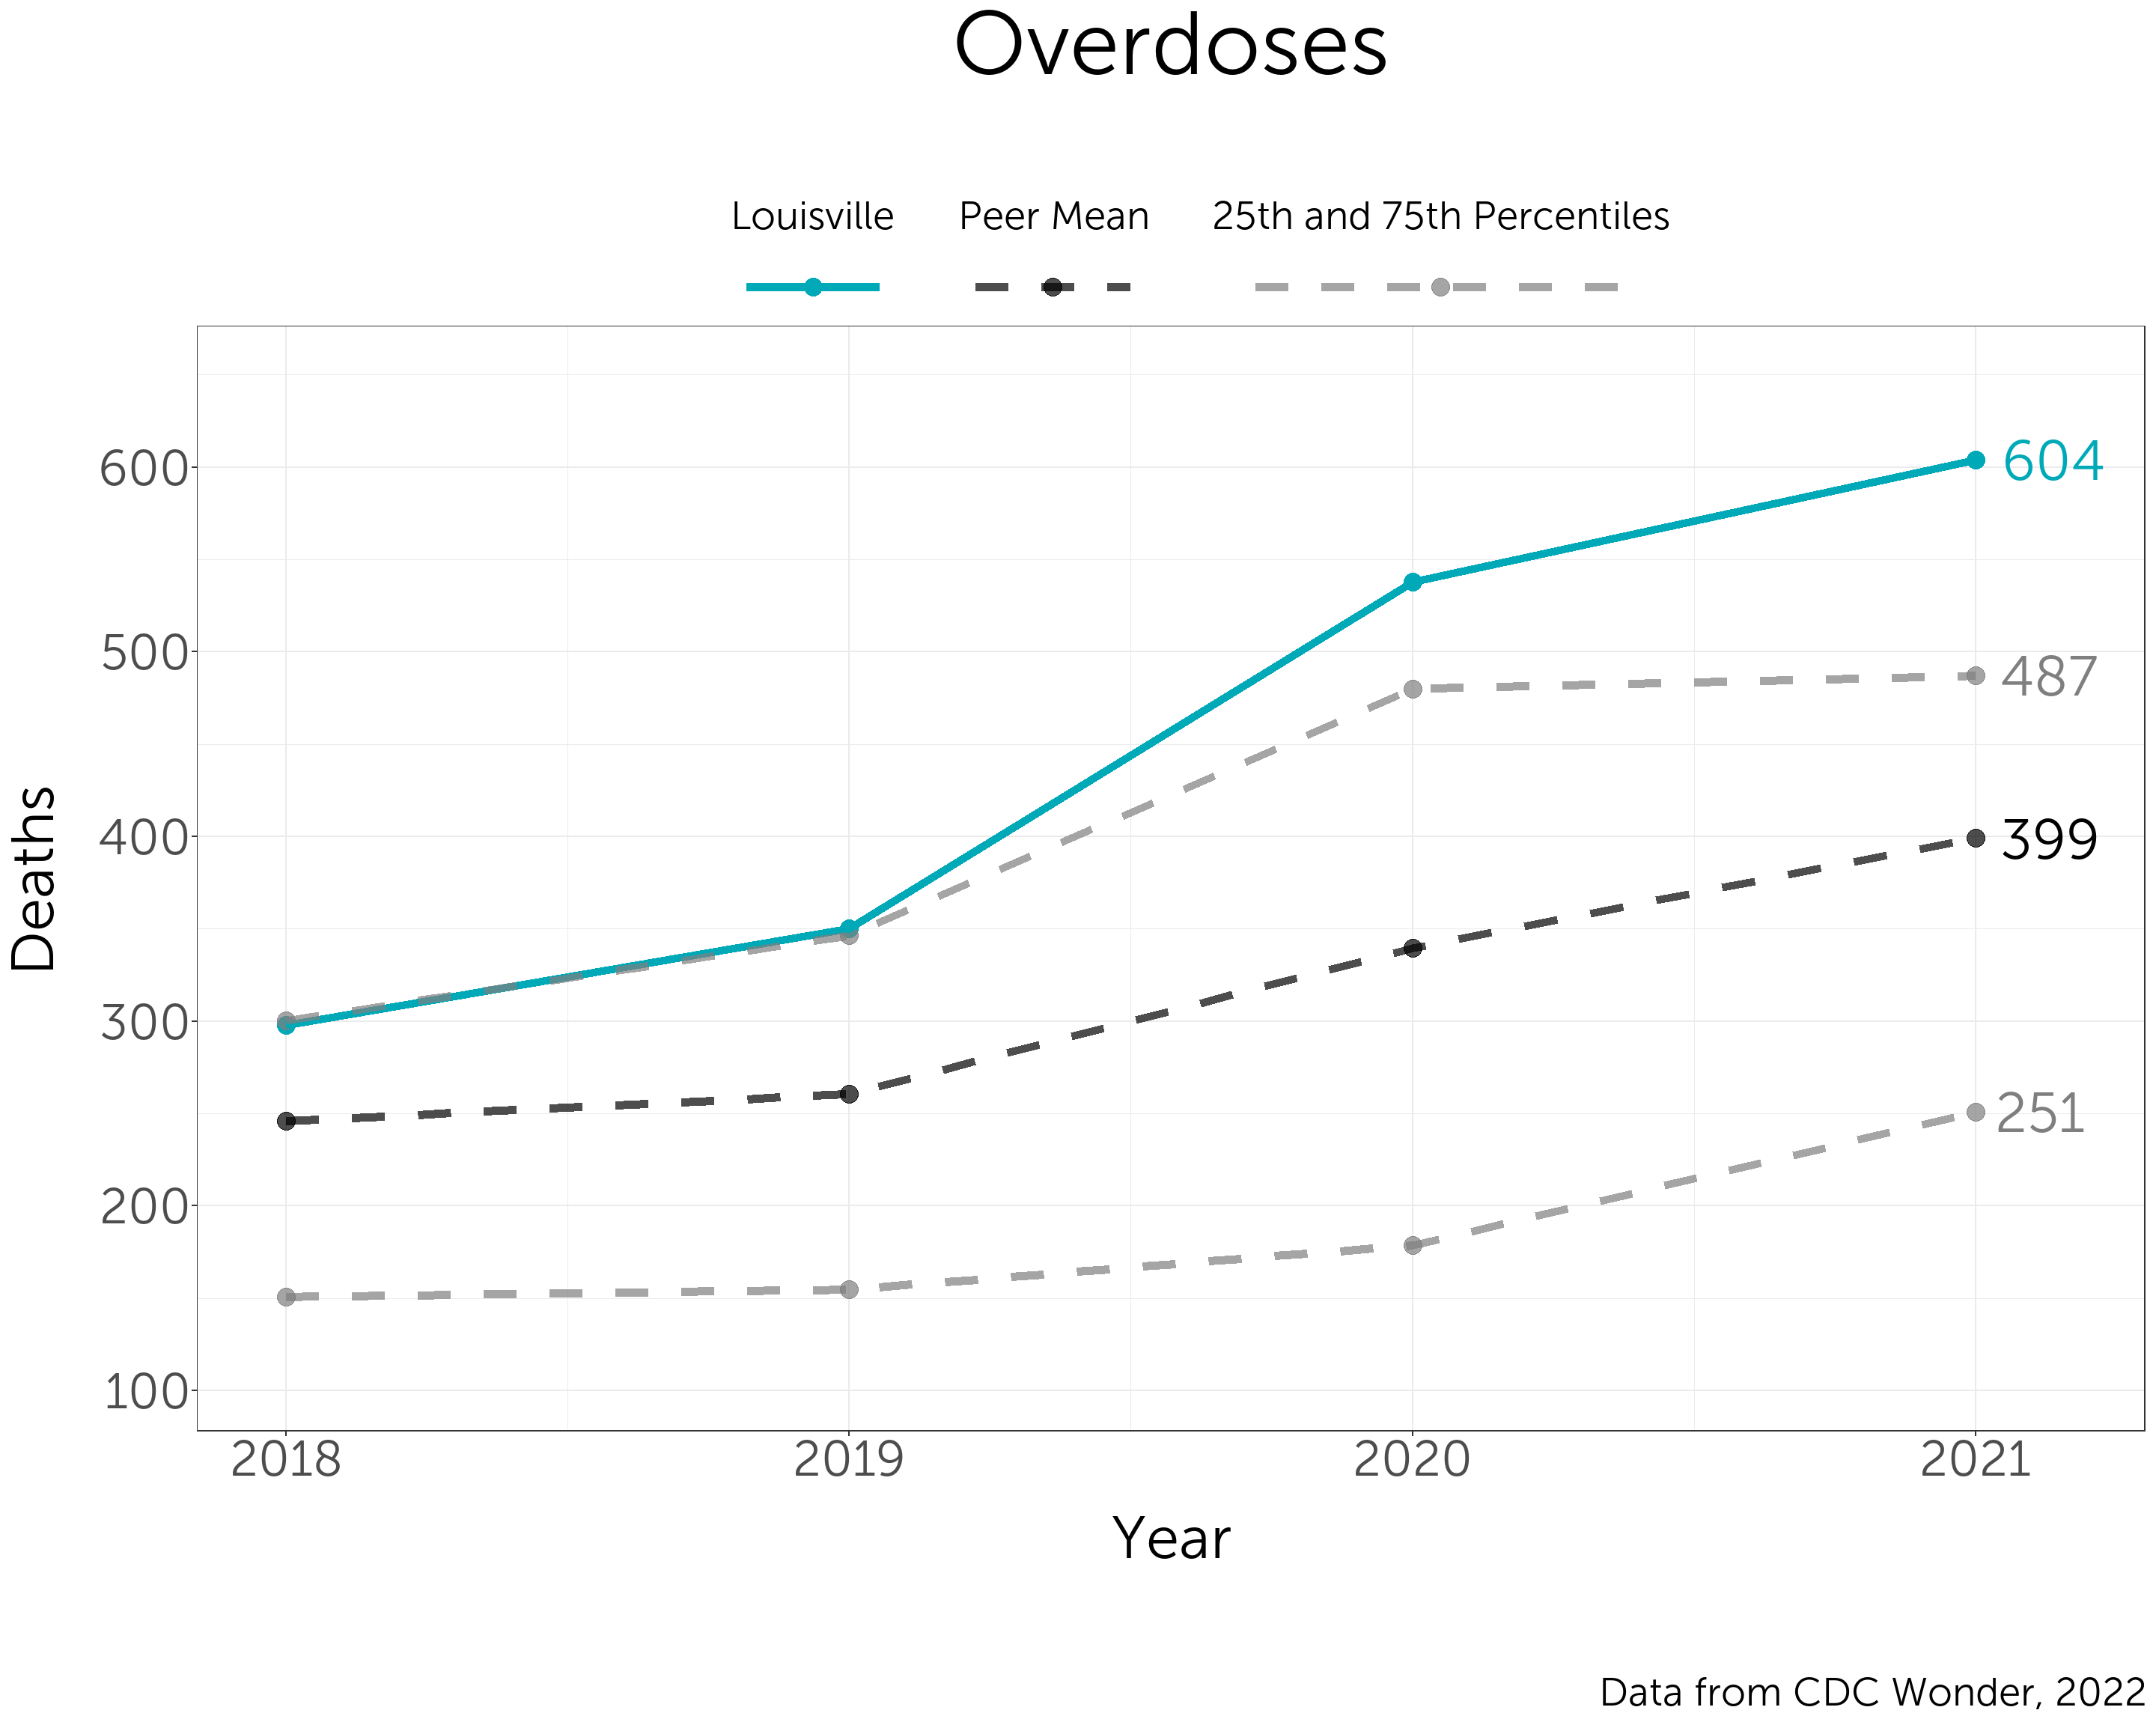 Overdoses
Louisville Peer Mean 25th and 75th Percentiles
Deaths
600
500
400
300
200
100
604
487
399
251
2018 2019 2020 2021
Year
Data from CDC Wonder, 2022